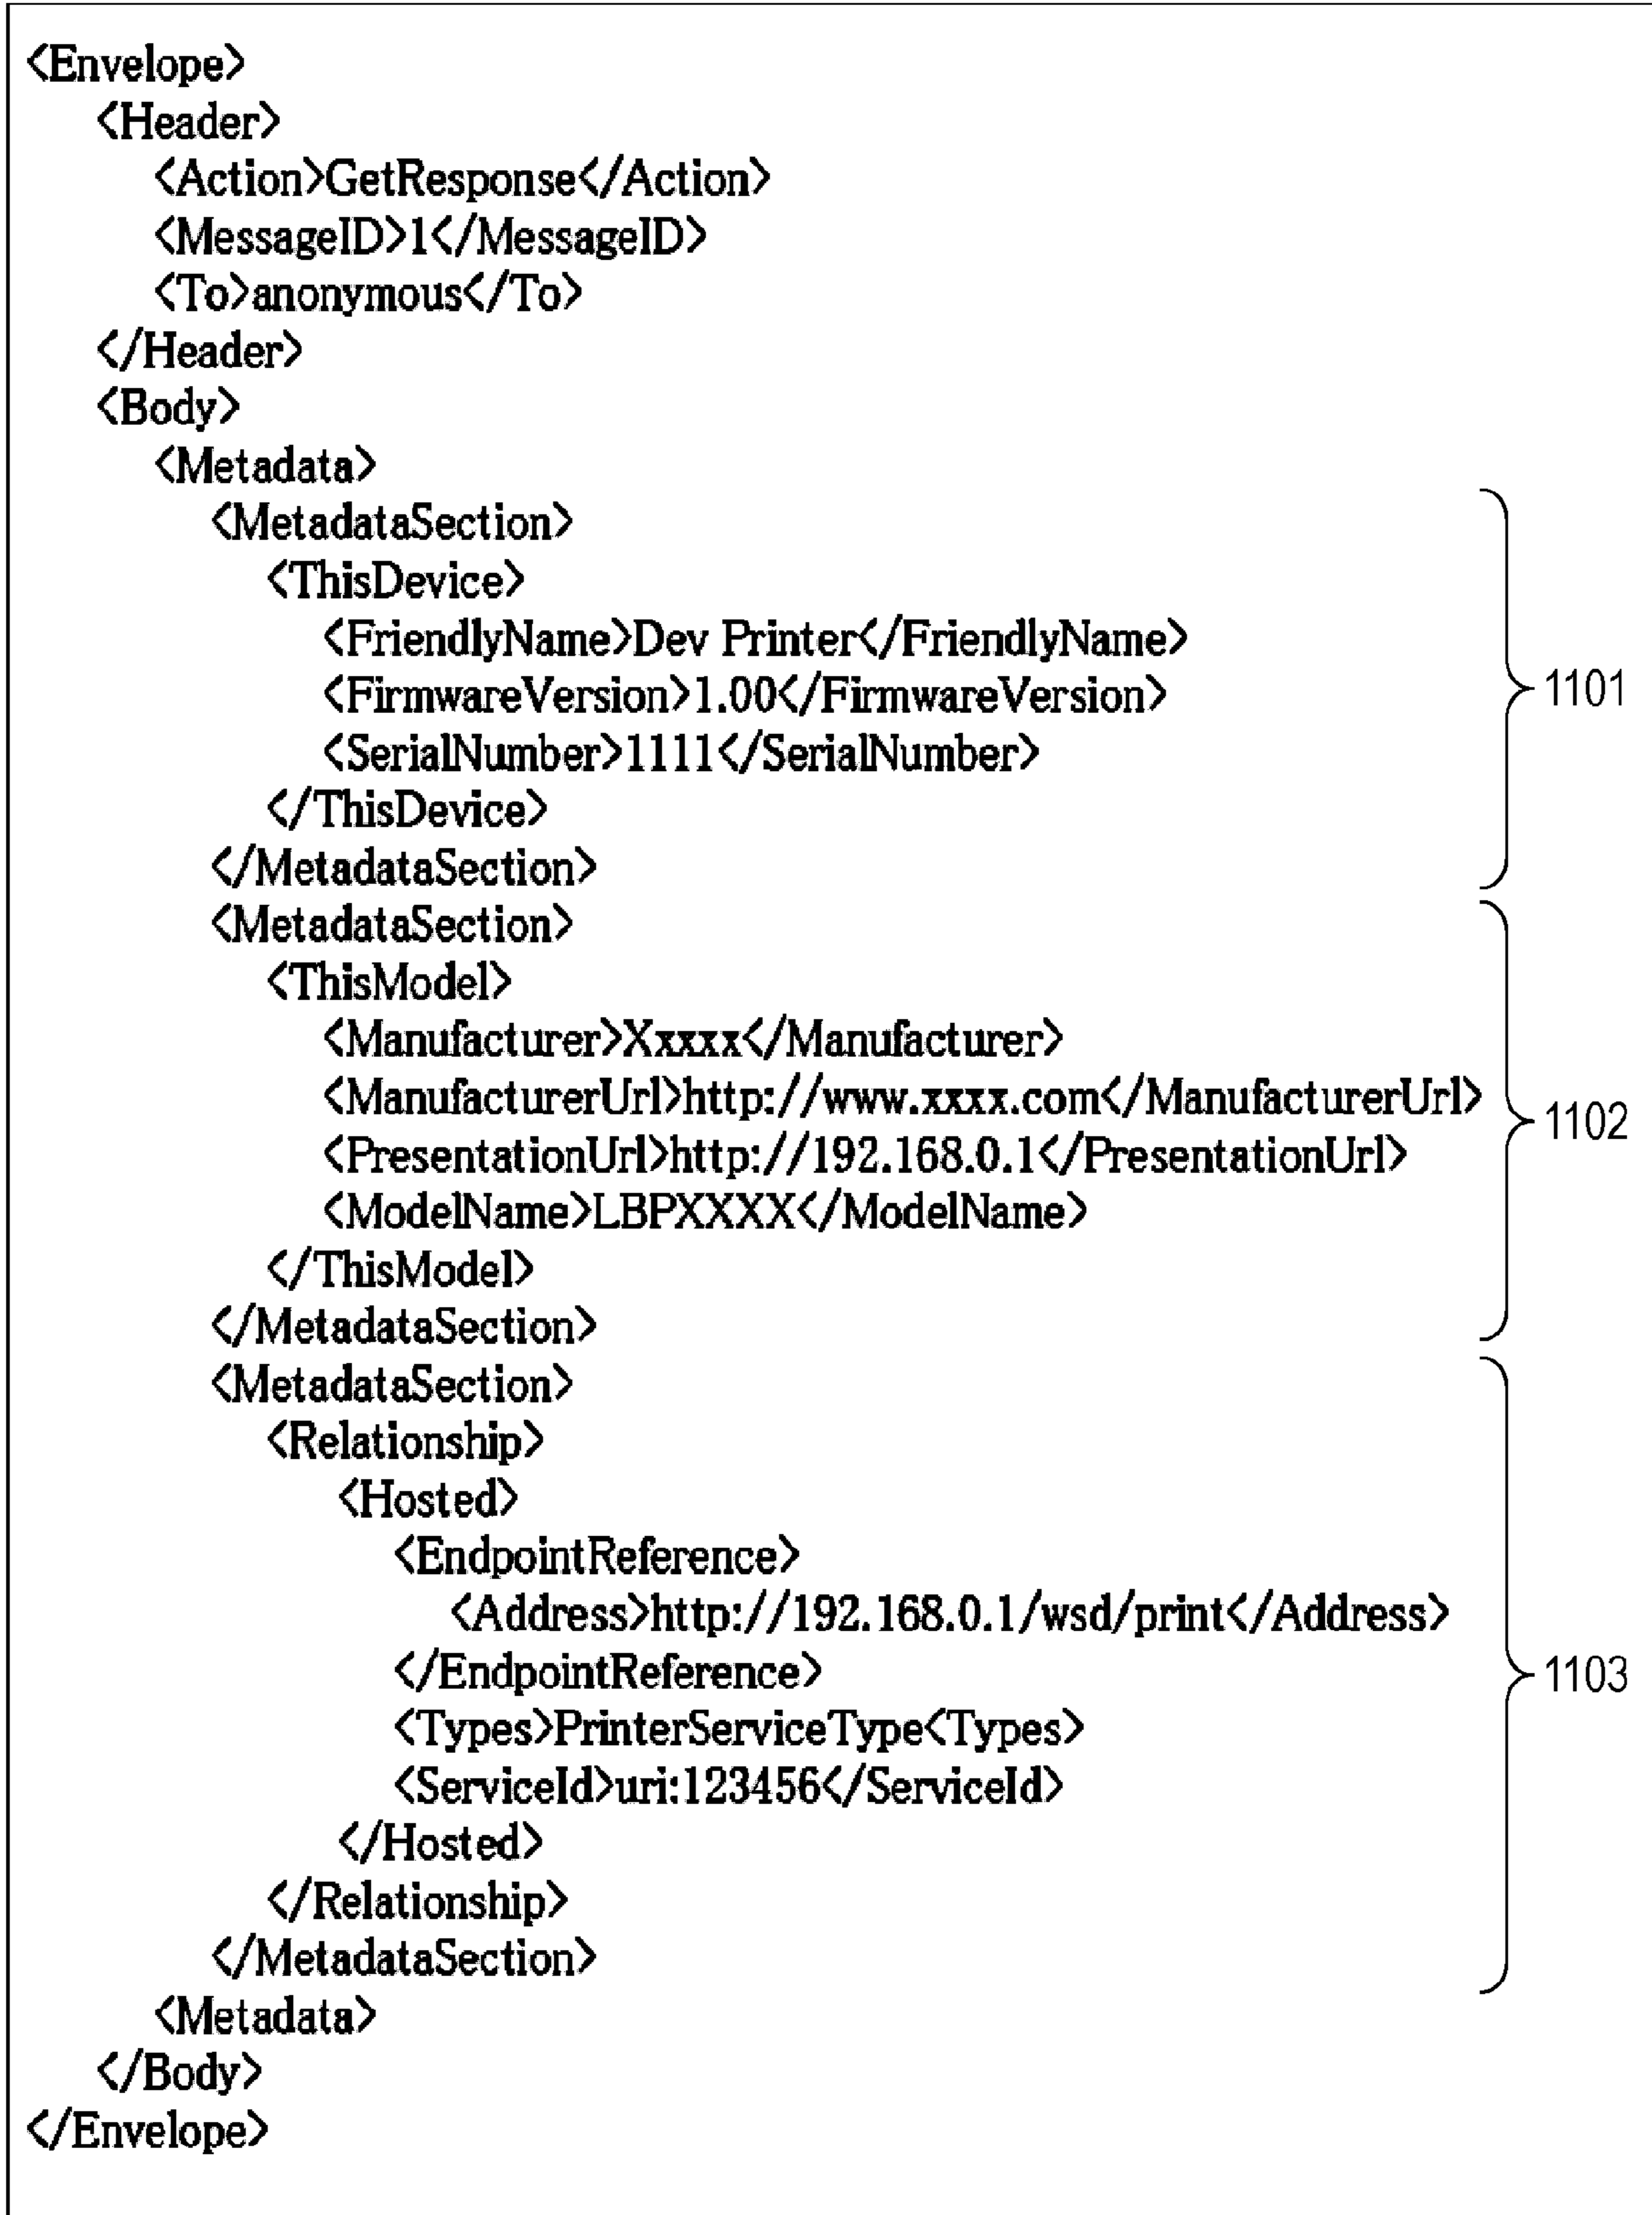 <Envelope>
<Header>
<Action>GetResponse</Action>
<MessageID>1</MessageID>
<To>anonymous</To>
</Header>
<Body>
<Metadata>
<MetadataSection>
<ThisDevice>
<FriendlyName>Dev Printer</FriendlyName>
<FirmwareVersion>1.00</FirmwareVersion>
<SerialNumber>1111</SerialNumber>
</ThisDevice>
</MetadataSection>
1101
<MetadataSection>
<ThisModel>
<Manufacturer>Xxxxx</Manufacturer>
<ManufacturerUrl>http://www.xxxx.com</ManufacturerUrl>
<PresentationUrl>http://192.168.0.1</PresentationUrl>
<ModelName>LBPXXXX</ModelName>
</ThisModel>
</MetadataSection>
1102
<MetadataSection>
<Relationship>
<Hosted>
<EndpointReference>
<Address>http://192.168.0.1/wsd/print</Address>
</EndpointReference>
<Types>PrinterServiceType<Types>
<ServiceId>uri:123456</ServiceId>
</Hosted>
</Relationship>
</MetadataSection>
1103
<Metadata>
</Body>
</Envelope>